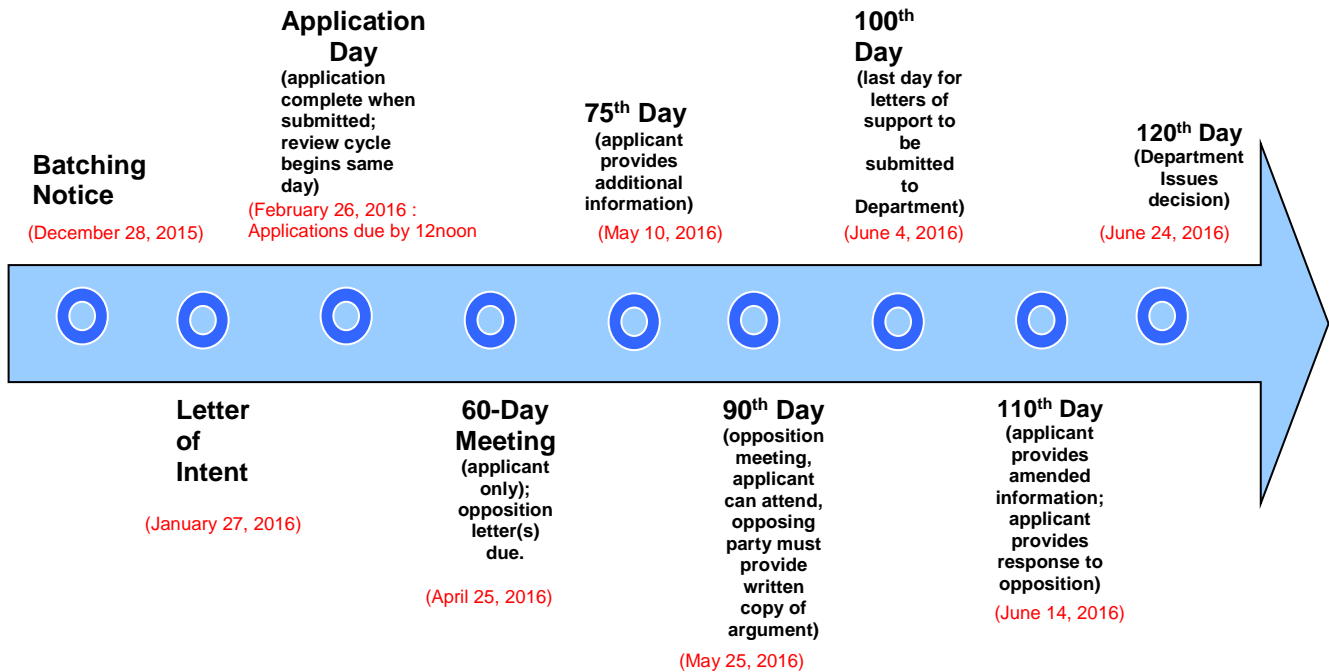 Batching
Notice
(December 28, 2015)
Letter
of
Intent
(January 27, 2016)
Application
Day
(application
complete when
submitted;
review cycle
begins same
day)
(February 26, 2016 :
Applications due by 12noon
60-Day
Meeting
(applicant
only);
opposition
letter(s)
due.
(April 25, 2016)
75th Day
(applicant
provides
additional
information)
(May 10, 2016)
90th Day
(opposition
meeting,
applicant
can attend,
opposing
party must
provide
written
copy of
argument)
(May 25, 2016)
100th
Day
(last day for
letters of
support to
be
submitted
to
Department)
(June 4, 2016)
110th Day
(applicant
provides
amended
information;
applicant
provides
response to
opposition)
(June 14, 2016)
120th Day
(Department
Issues
decision)
(June 24, 2016)